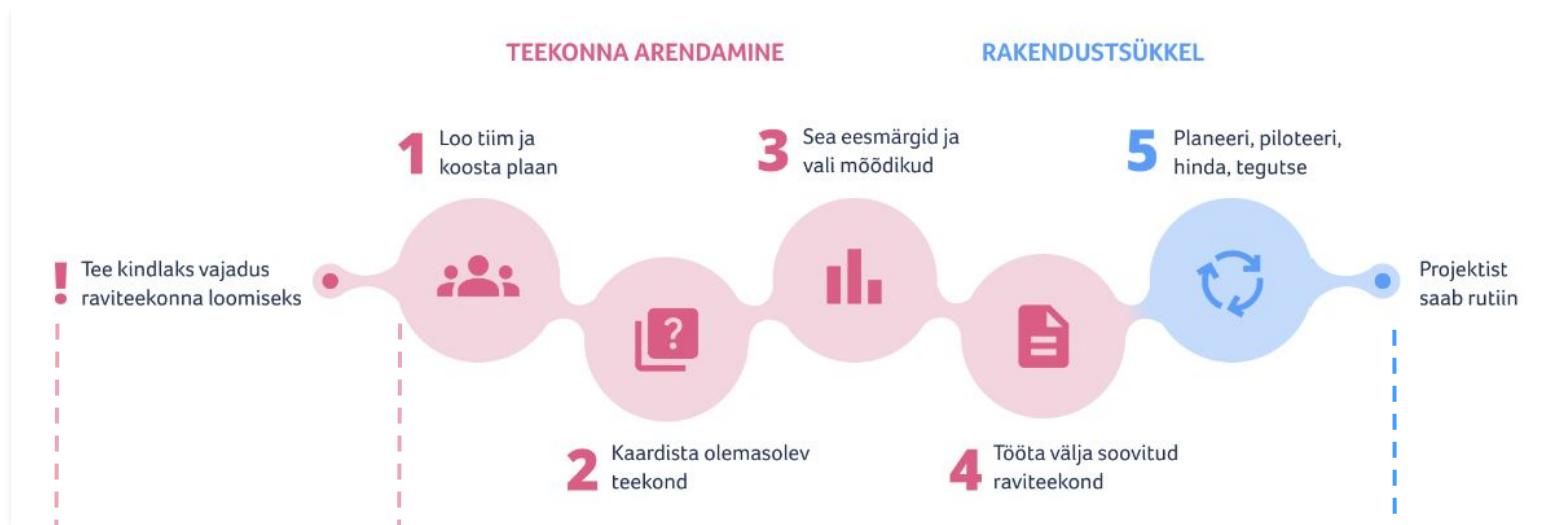 TEEKONNA ARENDAMINE
RAKENDUSTSÜKKEL
! Tee kindlaks vajadus
raviteekonna loomiseks
1 Loo tiim ja
koosta plaan
2 Kaardista olemasolev
teekond
3 Sea eesmärgid ja
vali mõõdikud
4 Tööta välja soovitud
raviteekond
5 Planeeri, piloteeri,
hinda, tegutse
Projektist
saab rutiin
?